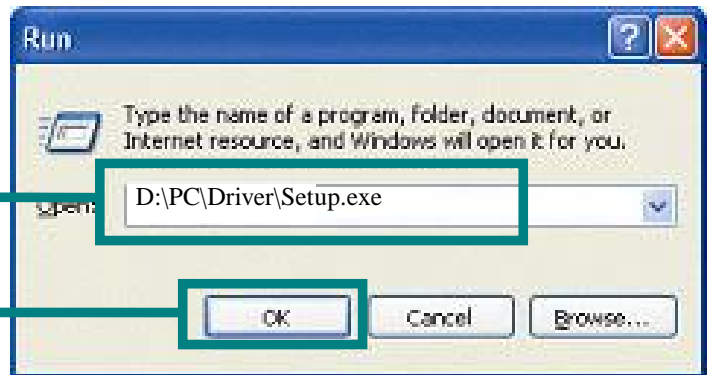 Run
Type the name of a program, folder, document, or
Internet resource, and Windows will open it for you.
Open: D:\PC\Driver\Setup.exe
OK Cancel Browse...